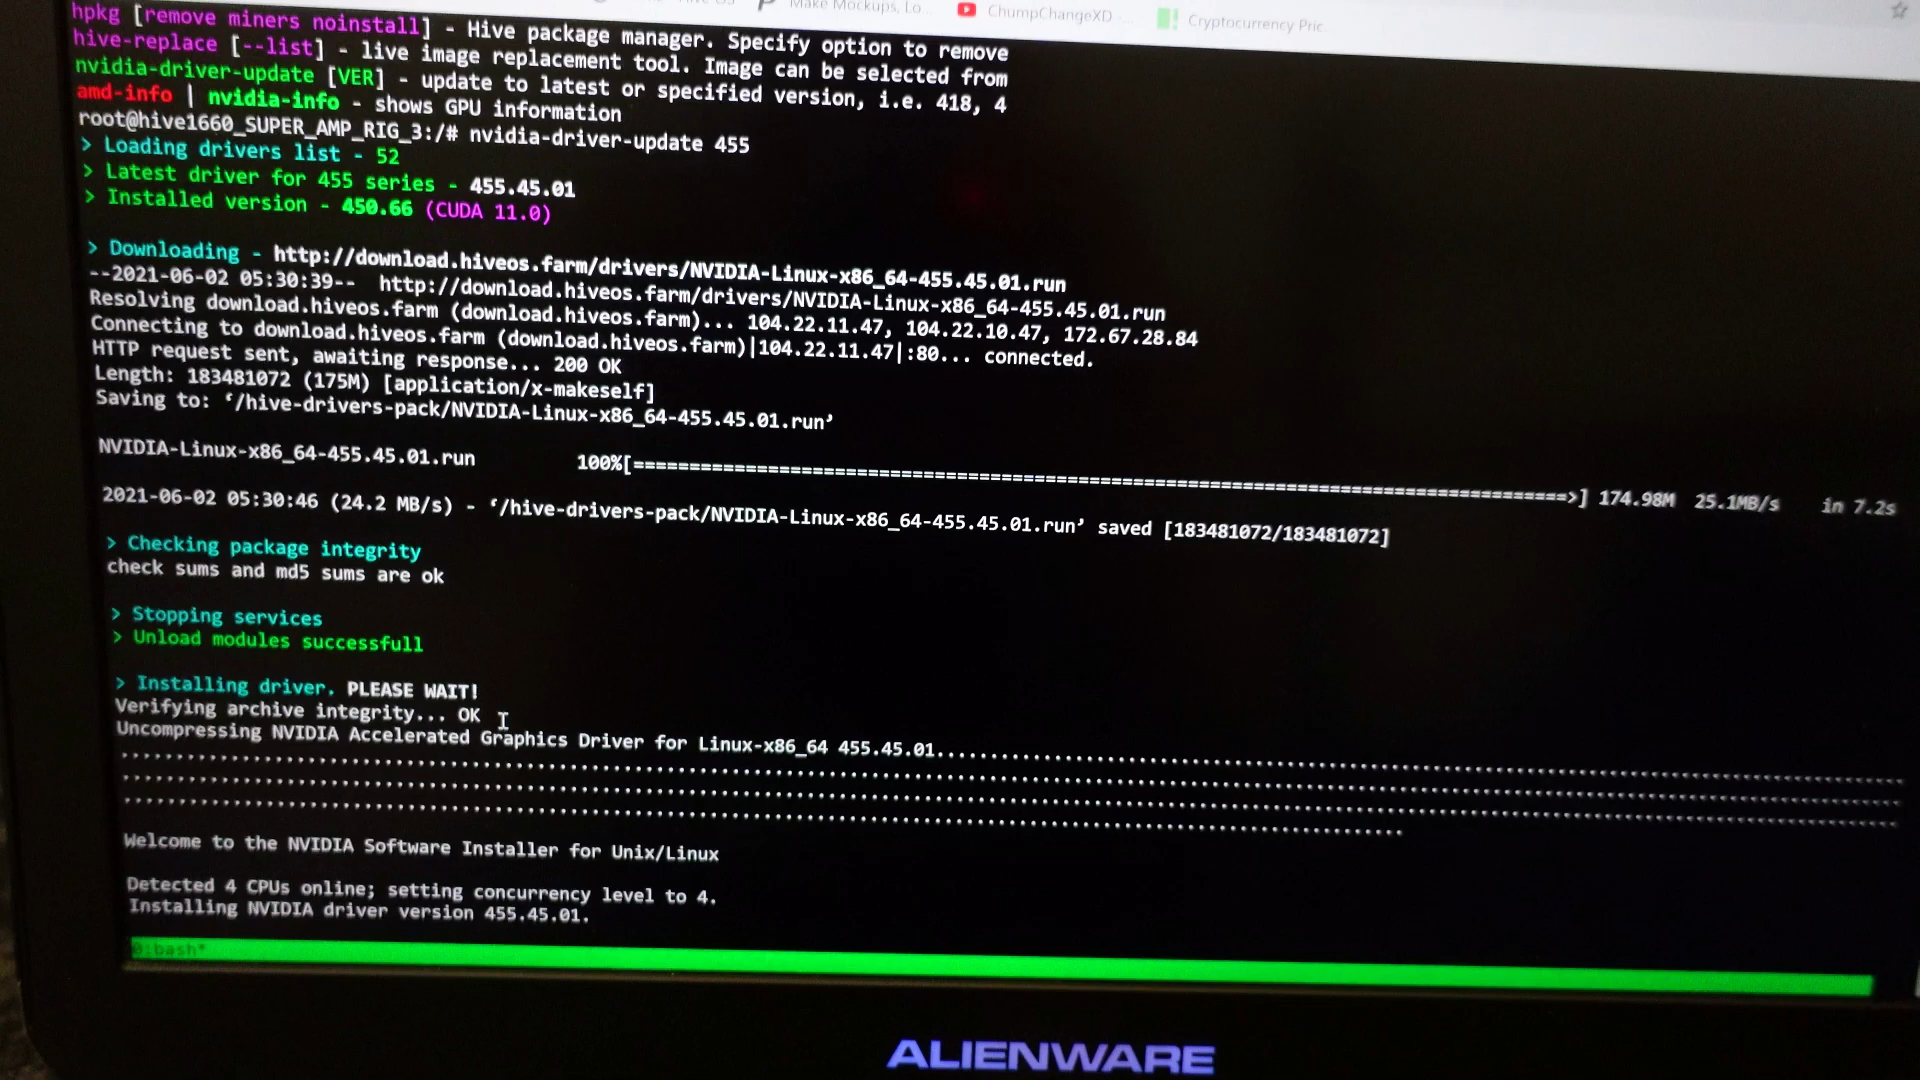 Make Mockups, Lo...
ChumpChangeXD
Cryptocurrency Pric
hpkg [remove miners noinstall] - Hive package manager. Specify option to remove
hive-replace [--list] - live image replacement tool. Image can be selected from
nvidia-driver-update [VER] - update to latest or specified version, i.e. 418, 4
amd-info | nvidia-info - shows GPU information
root@hive1660_SUPER_AMP_RIG_3:/# nvidia-driver-update 455
> Loading drivers list - 52
> Latest driver for 455 series - 455.45.01
> Installed version - 450.66 (CUDA 11.0)
> Downloading - http://download.hiveos.farm/drivers/NVIDIA-Linux-x86_64-455.45.01.run
--2021-06-02 05:30:39-- http://download.hiveos.farm/drivers/NVIDIA-Linux-x86_64-455.45.01.run
Resolving download.hiveos.farm (download.hiveos.farm)... 104.22.11.47, 104.22.10.47, 172.67.28.84
Connecting to download.hiveos.farm (download.hiveos.farm)|104.22.11.47|:80... connected.
HTTP request sent, awaiting response... 200 OK
Length: 183481072 (175M) [application/x-makeself]
Saving to: ‘/hive-drivers-pack/NVIDIA-Linux-x86_64-455.45.01.run’
NVIDIA-Linux-x86_64-455.45.01.run 100%[=====================================================================================>] 174.98M 25.1MB/s in 7.2s
2021-06-02 05:30:46 (24.2 MB/s) - ‘/hive-drivers-pack/NVIDIA-Linux-x86_64-455.45.01.run’ saved [183481072/183481072]
> Checking package integrity
check sums and md5 sums are ok
> Stopping services
> Unload modules successfull
> Installing driver. PLEASE WAIT!
Verifying archive integrity... OK
Uncompressing NVIDIA Accelerated Graphics Driver for Linux-x86_64 455.45.01....................
Welcome to the NVIDIA Software Installer for Unix/Linux
Detected 4 CPUs online; setting concurrency level to 4.
Installing NVIDIA driver version 455.45.01.
0:bash*
ALIENWARE